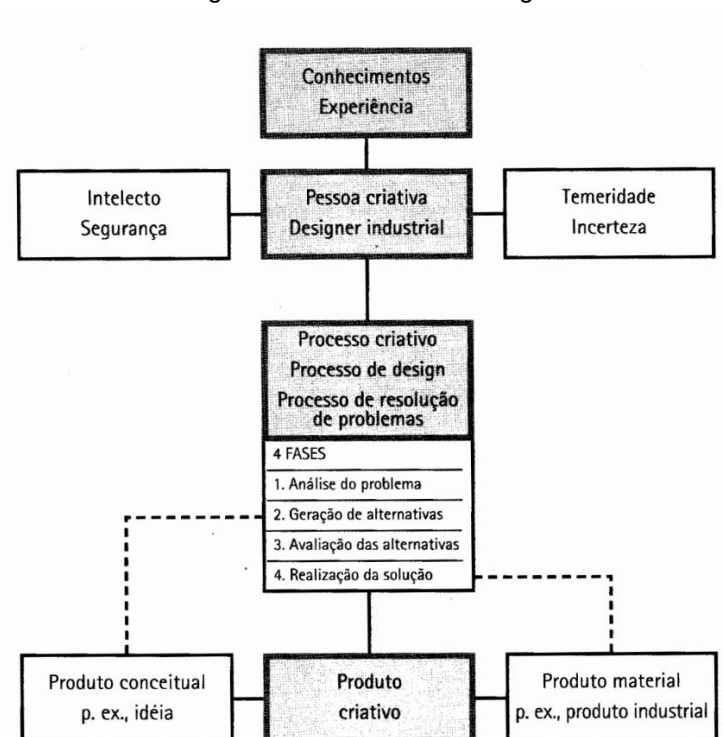 Conhecimentos
Experiência
Intelecto
Segurança
Pessoa criativa
Designer industrial
Temeridade
Incerteza
Processo criativo
Processo de design
Processo de resolução
de problemas
4 FASES
1. Análise do problema
2. Geração de alternativas
3. Avaliação das alternativas
4. Realização da solução
Produto conceitual
p. ex., idéia
Produto
criativo
Produto material
p. ex., produto industrial